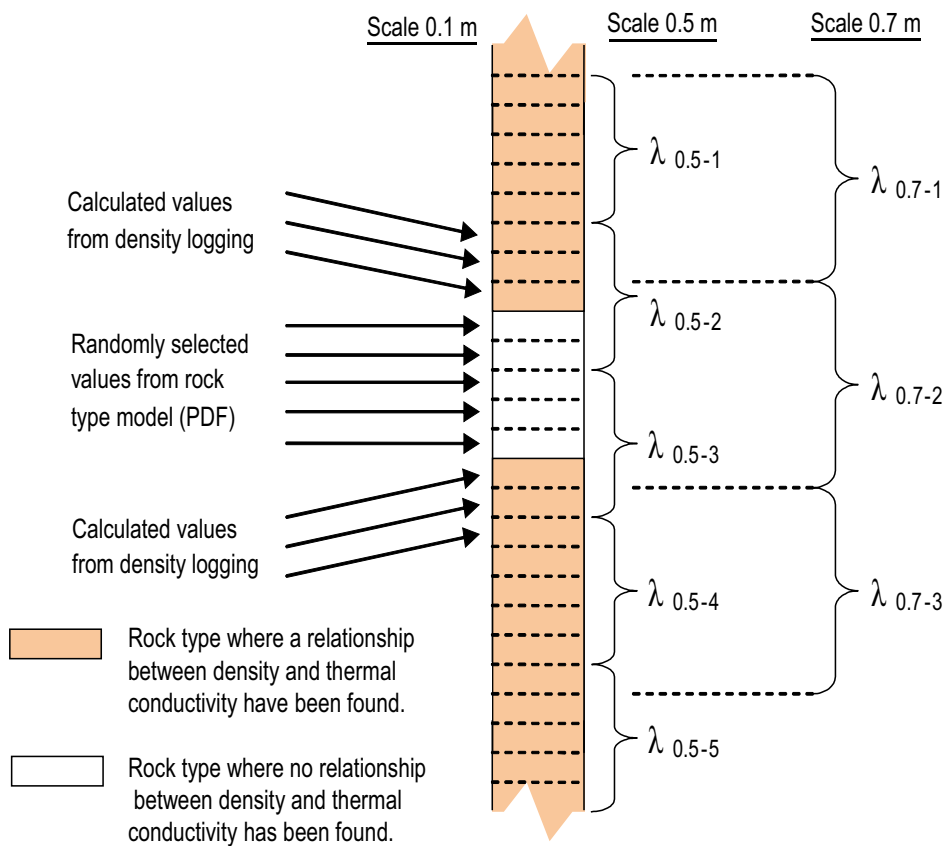 Scale 0.1 m
Scale 0.5 m
Scale 0.7 m
λ 0.5-1
λ 0.7-1
Calculated values
from density logging
λ 0.5-2
Randomly selected
values from rock
type model (PDF)
λ 0.7-2
λ 0.5-3
Calculated values
from density logging
λ 0.5-4
λ 0.7-3
Rock type where a relationship
between density and thermal
conductivity have been found.
λ 0.5-5
Rock type where no relationship
between density and thermal
conductivity has been found.